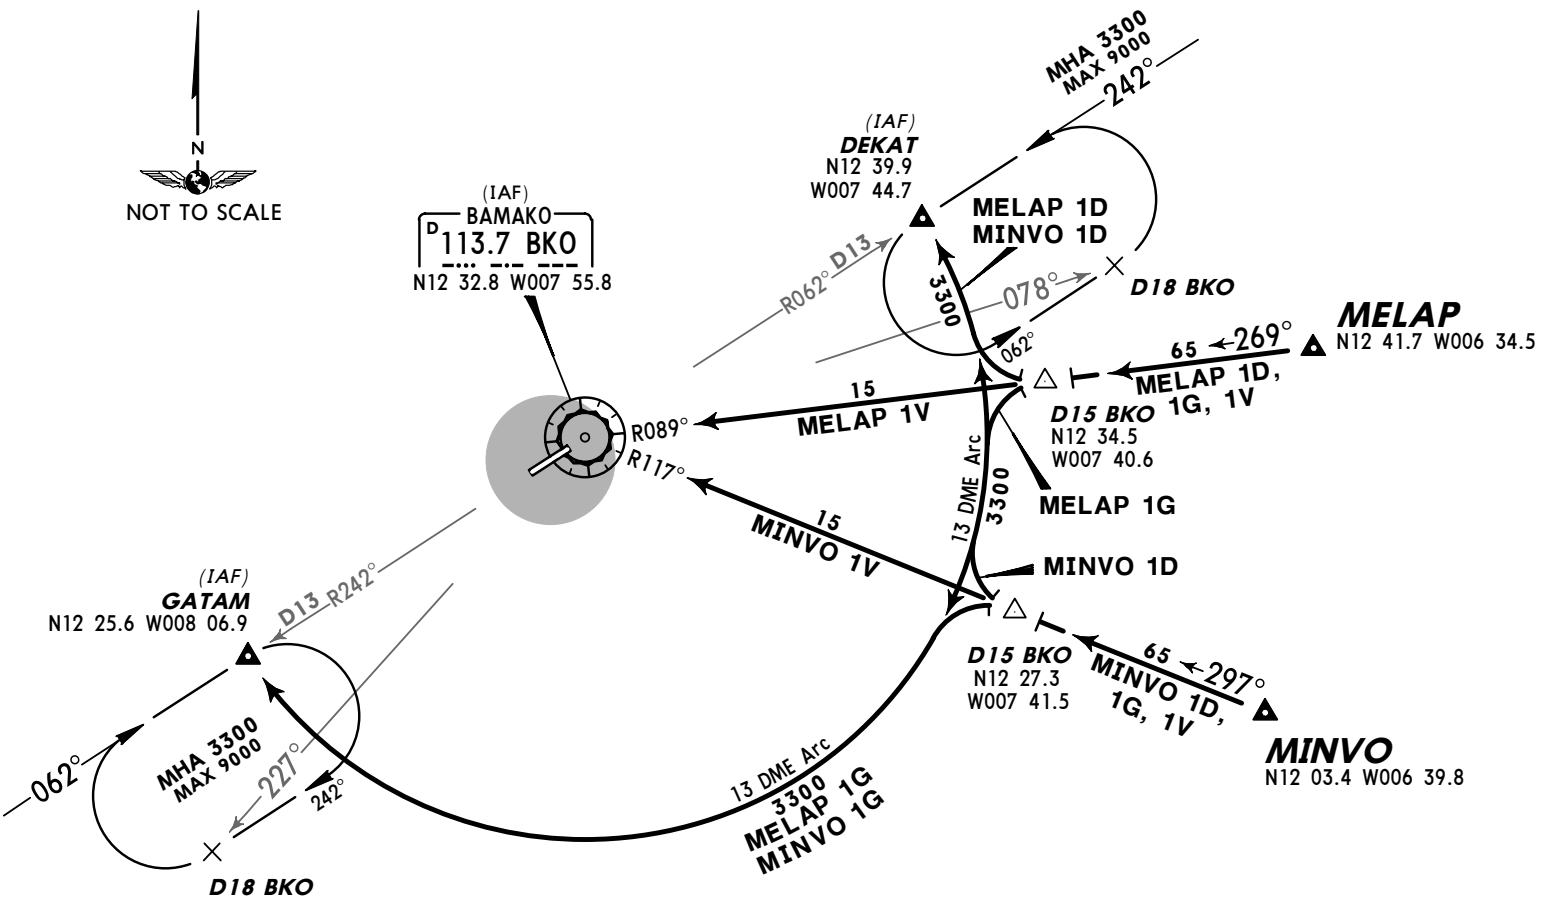 N
NOT TO SCALE
(IAF)
BAMAKO
D 113.7 BKO
N12 32.8 W007 55.8
MHA 3300
MAX 9000
242°
(IAF)
DEKAT
N12 39.9
W007 44.7
MELAP 1D
MINVO 1D
R062° D13
078°
3300
062°
D18 BKO
MELAP
N12 41.7 W006 34.5
65 269°
MELAP 1D,
1G, 1V
15
MELAP 1V
R089°
D15 BKO
N12 34.5
W007 40.6
R117°
13 DME Arc
3300
MELAP 1G
15
MINVO 1V
MINVO 1D
D15 BKO
N12 27.3
W007 41.5
65 297°
MINVO 1D,
1G, 1V
MINVO
N12 03.4 W006 39.8
(IAF)
GATAM
N12 25.6 W008 06.9
D13 R242°
062°
MHA 3300
MAX 9000
227°
242°
D18 BKO
13 DME Arc
3300
MELAP 1G
MINVO 1G